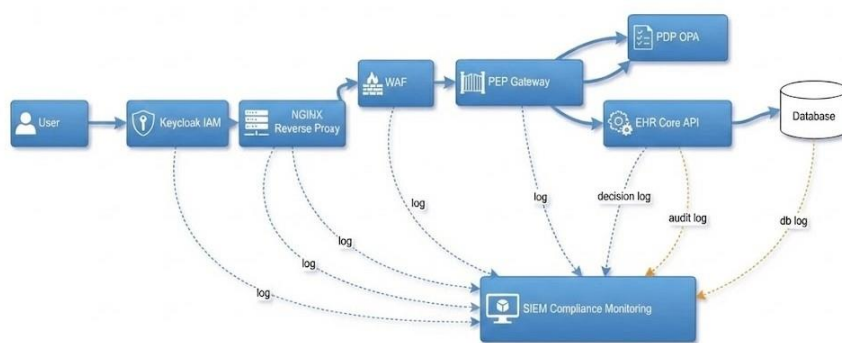 PDP OPA
WAF
PEP Gateway
User
Keycloak IAM
NGINX
Reverse Proxy
EHR Core API
Database
log
log
decision log
audit log
db log
log
log
log
SIEM Compliance Monitoring